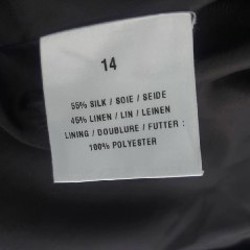 14
55% SILK / SOIE / SEIDE
45% LINEN / LIN / LEINEN
LINING / DOUBLURE / FUTTER :
100% POLYESTER